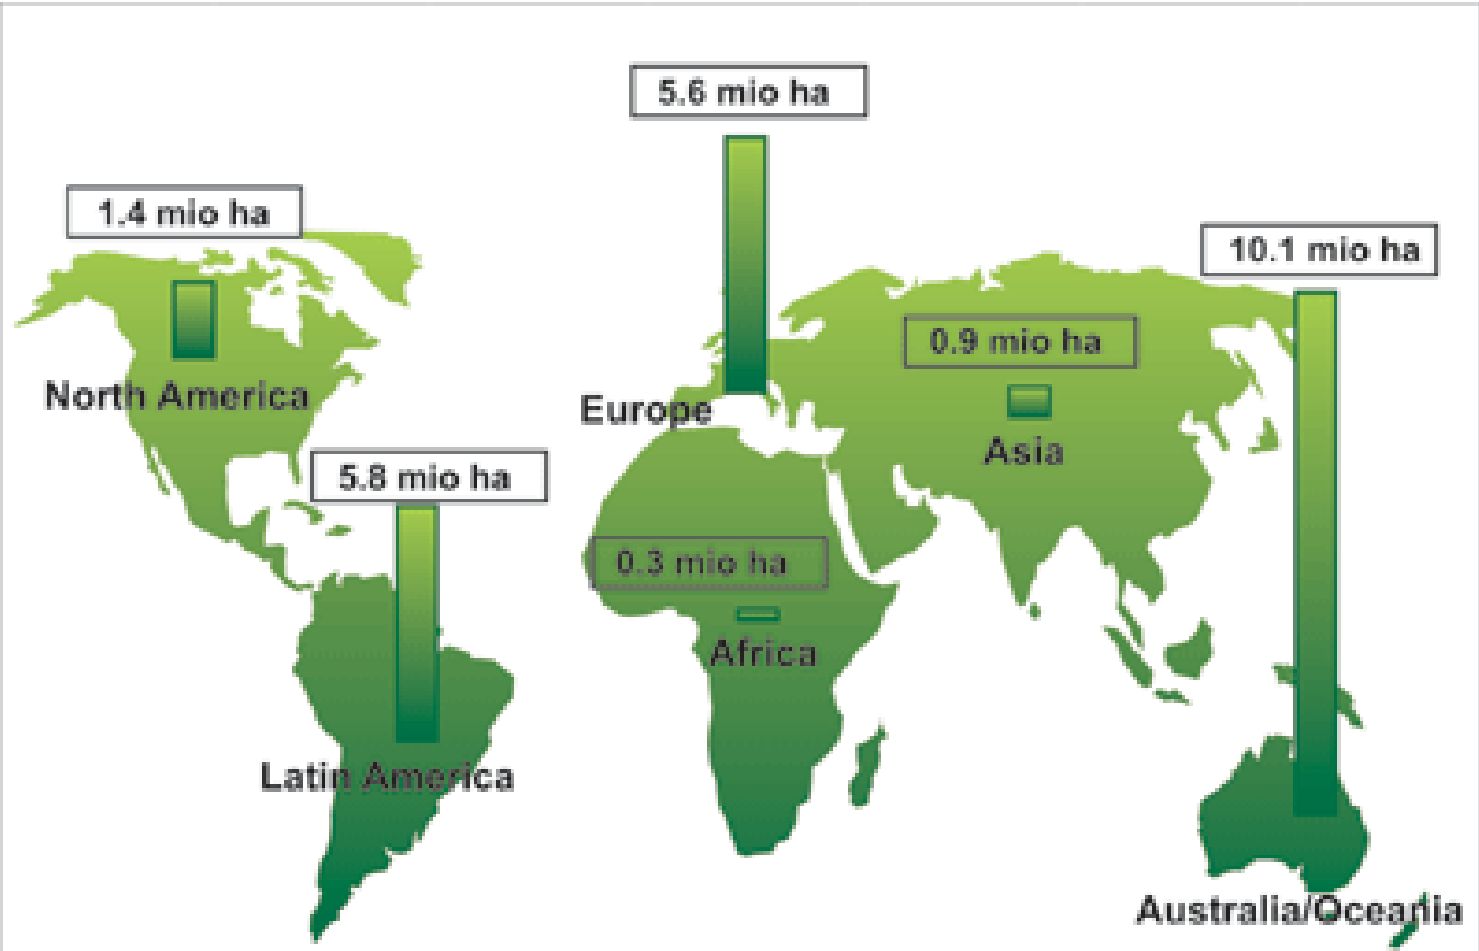 5.6 mio ha
1.4 mio ha
10.1 mio ha
0.9 mio ha
North America
Europe
Asia
5.8 mio ha
0.3 mio ha
Africa
Latin America
Australia/Oceania